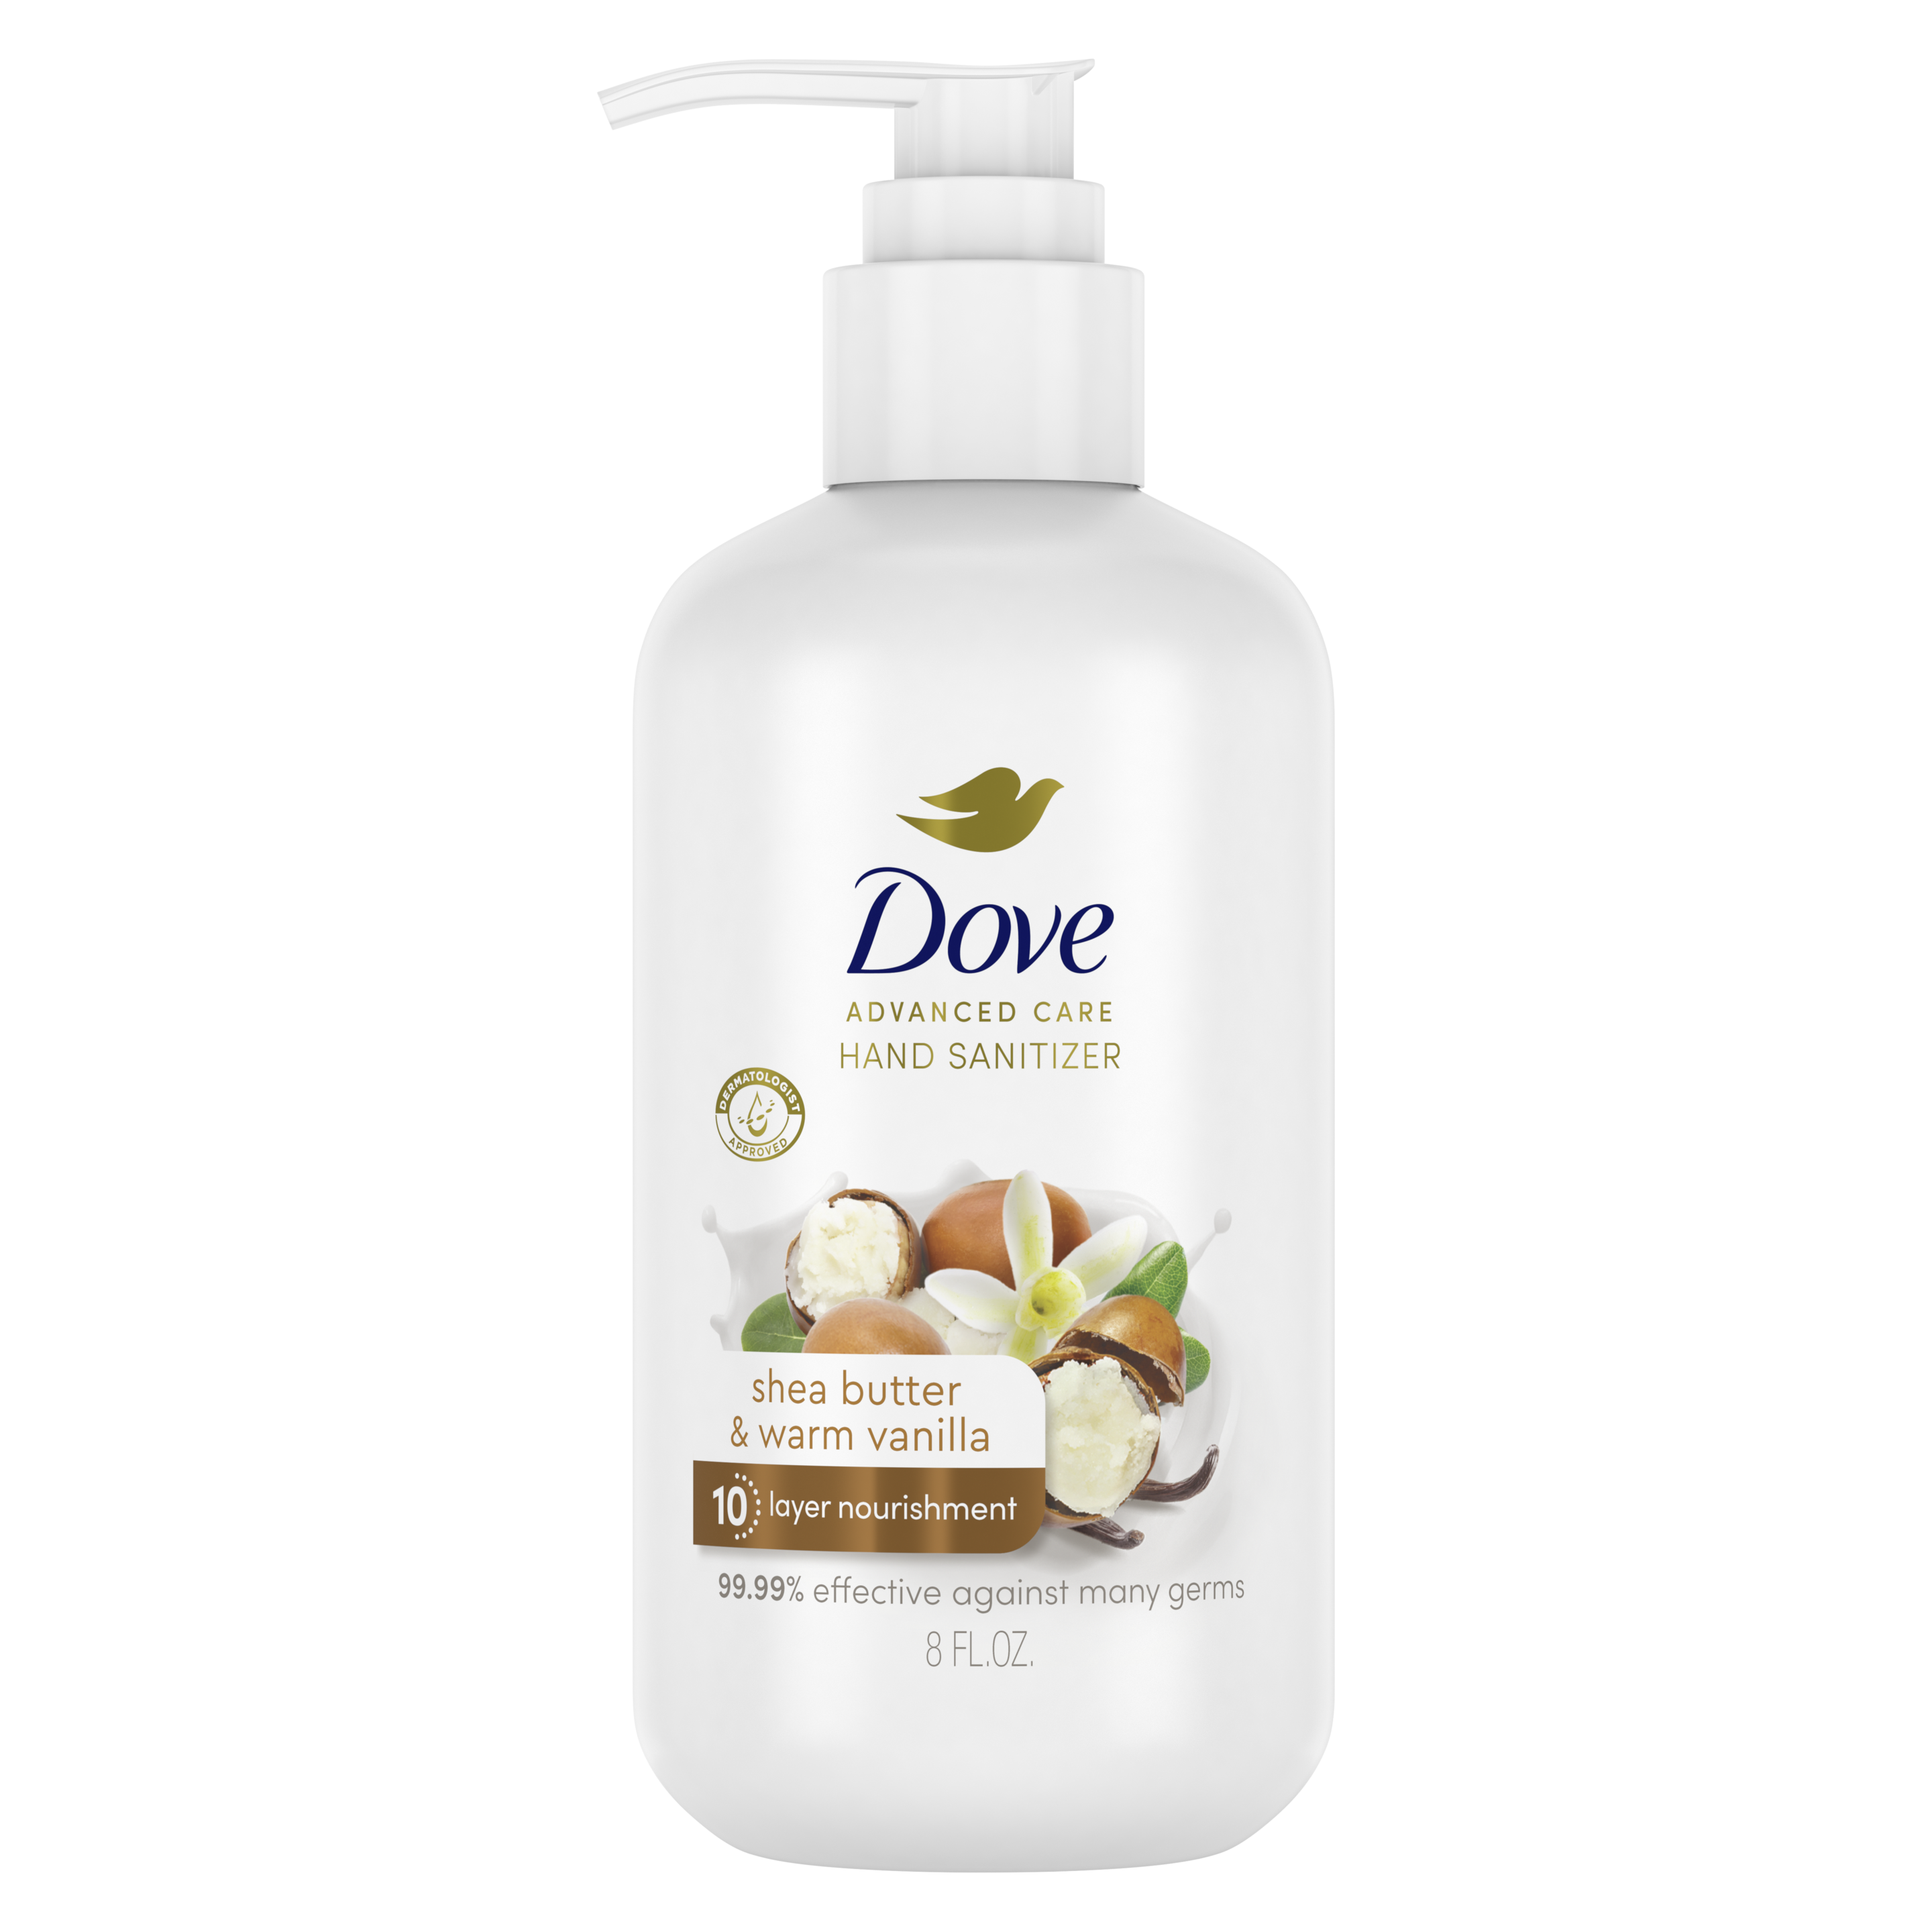 Dove
ADVANCED CARE
HAND SANITIZER
DERMATOLOGIST
APPROVED
shea butter
& warm vanilla
10 layer nourishment
99.99% effective against many germs
8 FL.OZ.